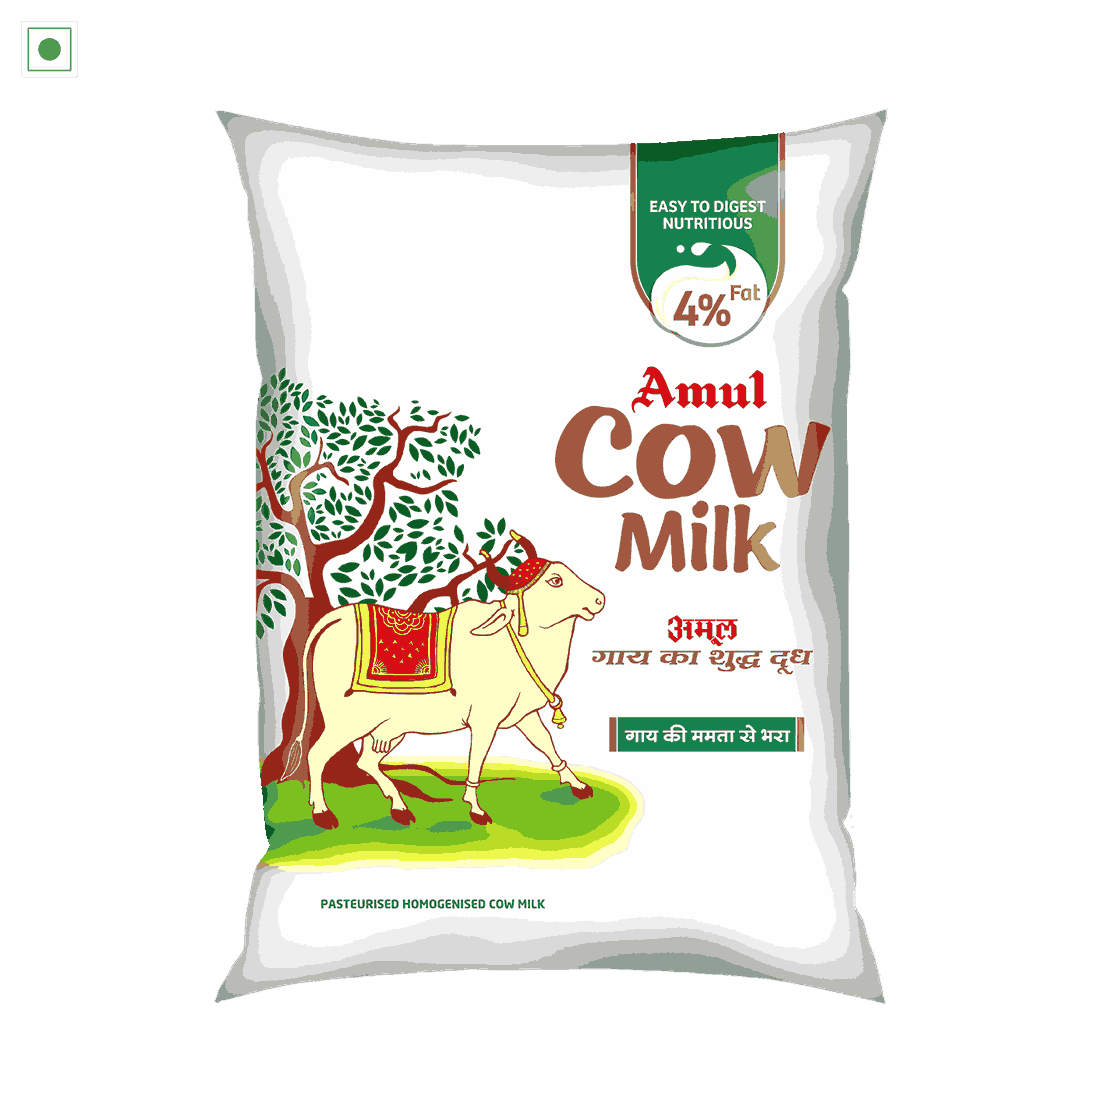 EASY TO DIGEST
NUTRITIOUS
4% Fat
Amul
Cow
Milk
अमूल
गाय का शुद्ध दूध
गाय की ममता से भरा
PASTEURISED HOMOGENISED COW MILK